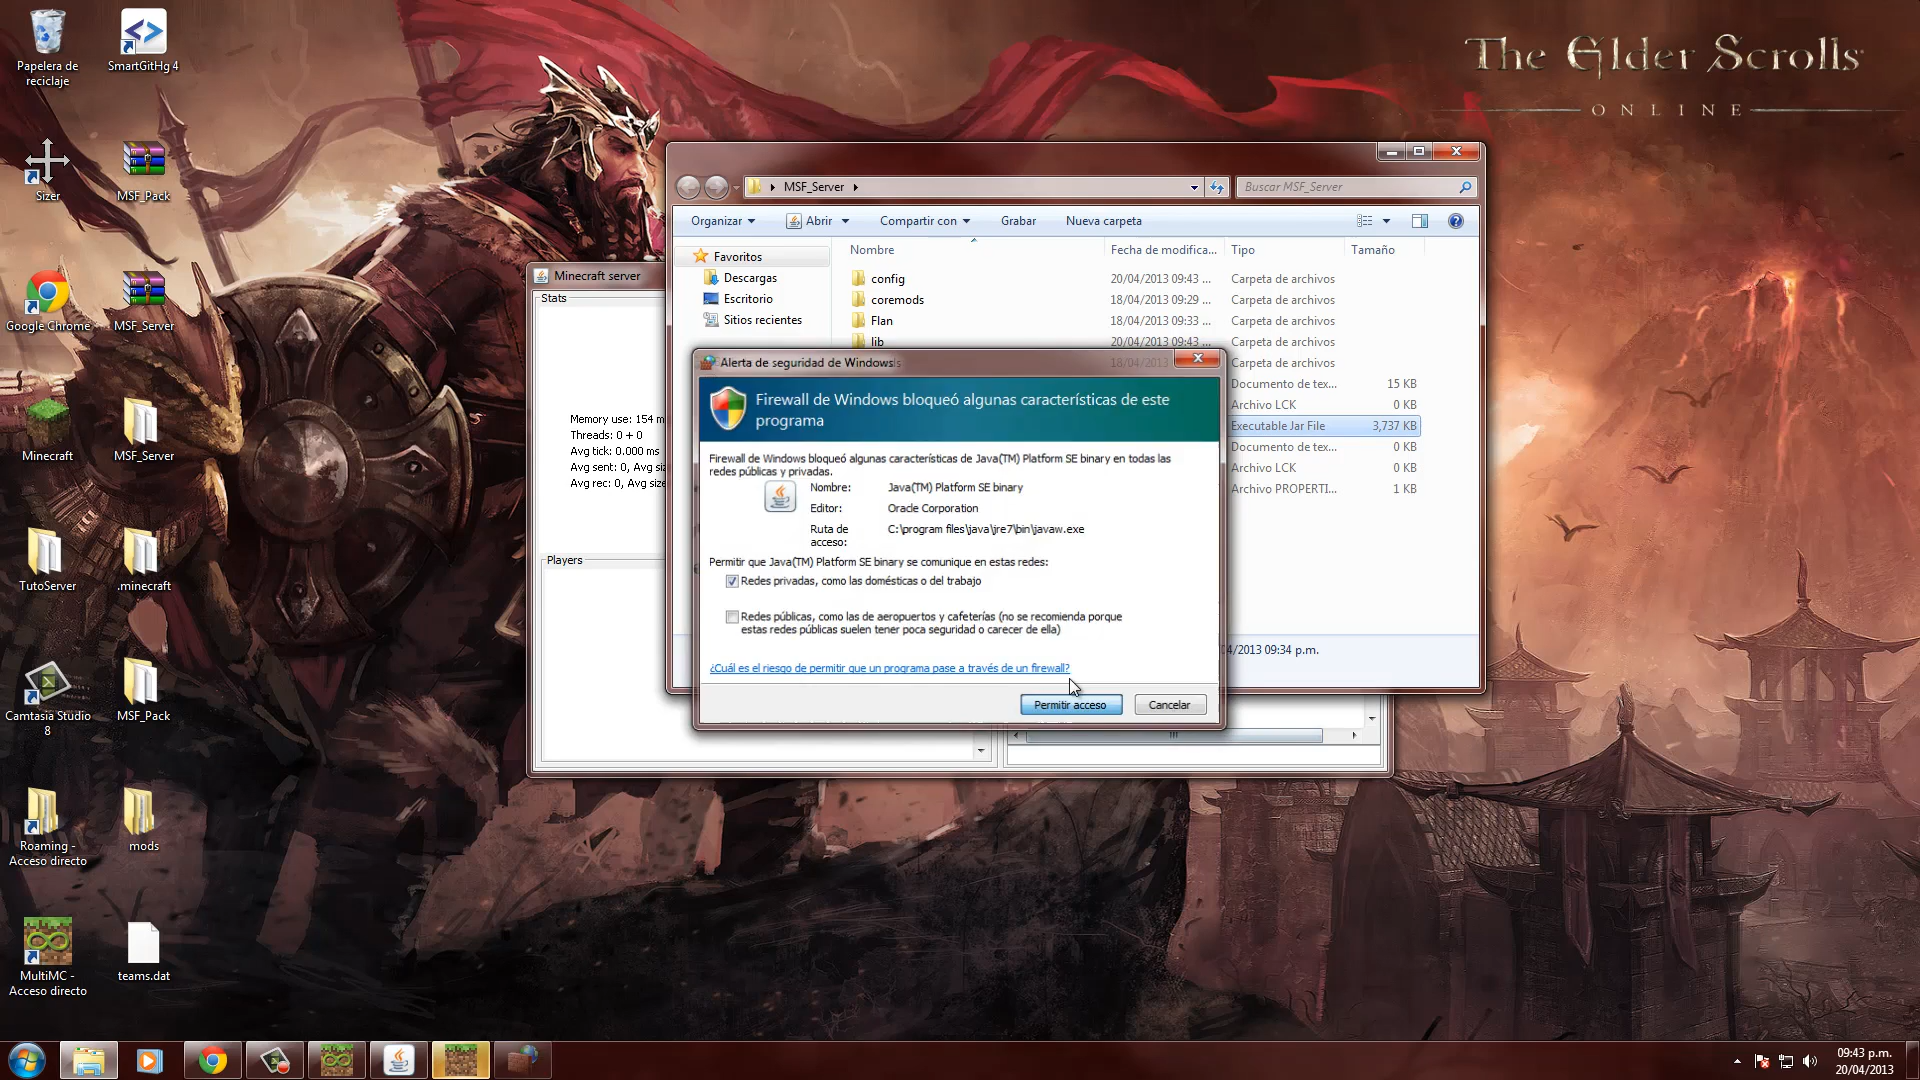 Papelera de
reciclaje
SmartGitHg 4
Sizer
MSF_Pack
Google Chrome
MSF_Server
Minecraft
MSF_Server
TutoServer
.minecraft
Camtasia Studio
8
MSF_Pack
Roaming -
Acceso directo
mods
MultiMC -
Acceso directo
teams.dat
The Elder Scrolls
ONLINE
MSF_Server
Buscar MSF_Server
Organizar
Abrir
Compartir con
Grabar
Nueva carpeta
Favoritos
Descargas
Escritorio
Sitios recientes
Nombre
Fecha de modifica...
Tipo
Tamaño
config
20/04/2013 09:43 ...
Carpeta de archivos
coremods
18/04/2013 09:29 ...
Carpeta de archivos
Flan
18/04/2013 09:33 ...
Carpeta de archivos
lib
20/04/2013 09:43 ...
Carpeta de archivos
18/04/2013
Carpeta de archivos
Documento de tex...
15 KB
Archivo LCK
0 KB
Executable Jar File
3,737 KB
Documento de tex...
0 KB
Archivo LCK
0 KB
Archivo PROPERTI...
1 KB
04/2013 09:34 p.m.
Minecraft server
Stats
Memory use: 154 m
Threads: 0 + 0
Avg tick: 0.000 ms
Avg sent: 0, Avg size
Avg rec: 0, Avg size
Players
Alerta de seguridad de Windows
Firewall de Windows bloqueó algunas características de este
programa
Firewall de Windows bloqueó algunas características de Java(TM) Platform SE binary en todas las
redes públicas y privadas.
Nombre:
Java(TM) Platform SE binary
Editor:
Oracle Corporation
Ruta de
acceso:
C:\program files\java\jre7\bin\javaw.exe
Permitir que Java(TM) Platform SE binary se comunique en estas redes:
Redes privadas, como las domésticas o del trabajo
Redes públicas, como las de aeropuertos y cafeterías (no se recomienda porque
estas redes públicas suelen tener poca seguridad o carecer de ella)
¿Cuál es el riesgo de permitir que un programa pase a través de un firewall?
Permitir acceso
Cancelar
09:43 p.m.
20/04/2013